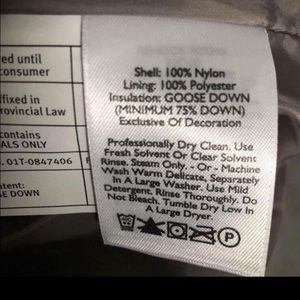 ed until
consumer
ffixed in
rovincial Law
contains
ALS ONLY
. 01T-0847406
tent:
E DOWN
Shell: 100% Nylon
Lining: 100% Polyester
Insulation: GOOSE DOWN
(MINIMUM 75% DOWN)
Exclusive Of Decoration
Professionally Dry Clean. Use
Fresh Solvent Or Clear Solvent
Rinse. Steam Only. - Or - Machine
Wash Warm Delicate, Separately
In A Large Washer. Use Mild
Detergent. Rinse Thoroughly. Do
Not Bleach. Tumble Dry Low In
A Large Dryer.
P